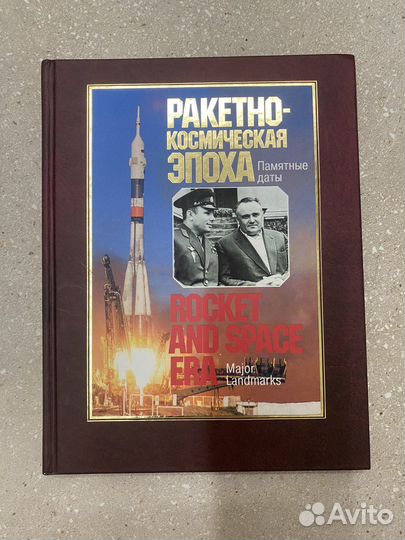 РАКЕТНО-
КОСМИЧЕСКАЯ
ЭПОХА
Памятные
даты
ROCKET
AND SPACE
ERA
Major
Landmarks
Avito